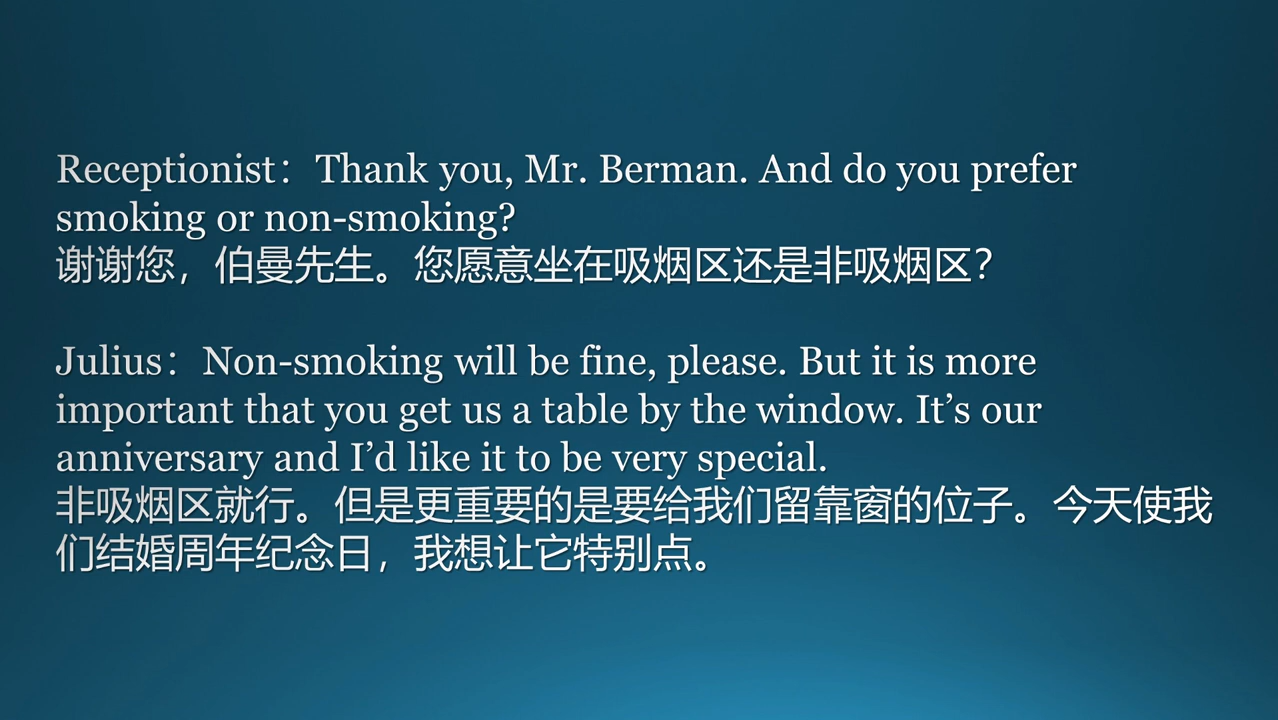 Receptionist：Thank you, Mr. Berman. And do you prefer
smoking or non-smoking?
谢谢您，伯曼先生。您愿意坐在吸烟区还是非吸烟区？
Julius：Non-smoking will be fine, please. But it is more
important that you get us a table by the window. It’s our
anniversary and I’d like it to be very special.
非吸烟区就行。但是更重要的是要给我们留靠窗的位子。今天使我
们结婚周年纪念日，我想让它特别点。